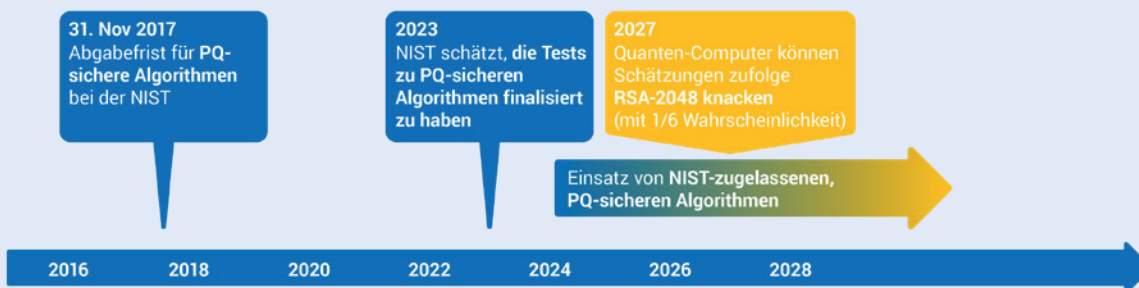 31. Nov 2017
Abgabefrist für PQ-
sichere Algorithmen
bei der NIST
2023
NIST schätzt, die Tests
zu PQ-sicheren
Algorithmen finalisiert
zu haben
2027
Quanten-Computer können
Schätzungen zufolge
RSA-2048 knacken
(mit 1/6 Wahrscheinlichkeit)
Einsatz von NIST-zugelassenen,
PQ-sicheren Algorithmen
2016 2018 2020 2022 2024 2026 2028